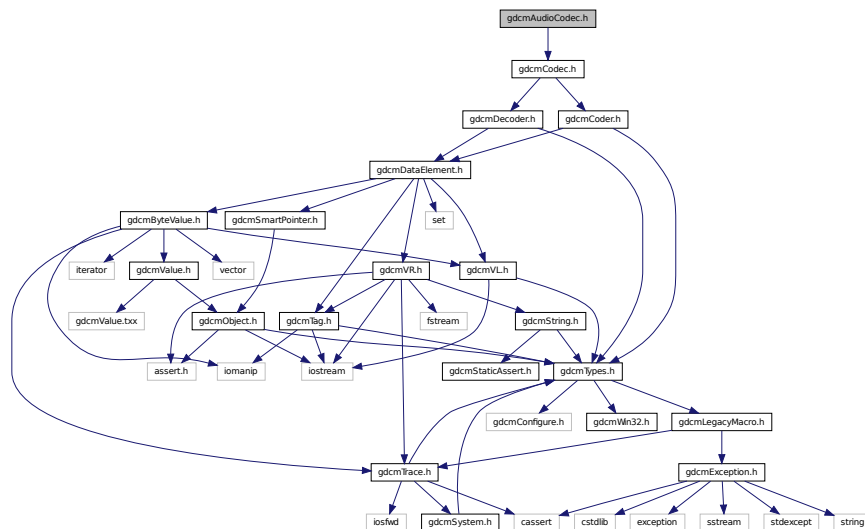 gdcmAudioCodec.h
gdcmCodec.h
gdcmDecoder.h
gdcmCoder.h
gdcmDataElement.h
gdcmByteValue.h
gdcmSmartPointer.h
set
iterator
gdcmValue.h
vector
gdcmVR.h
gdcmVL.h
gdcmValue.txx
gdcmObject.h
gdcmTag.h
fstream
gdcmString.h
assert.h
iomanip
iostream
gdcmStaticAssert.h
gdcmTypes.h
gdcmConfigure.h
gdcmWin32.h
gdcmLegacyMacro.h
gdcmTrace.h
gdcmException.h
iosfwd
gdcmSystem.h
cassert
cstdlib
exception
sstream
stdexcept
string